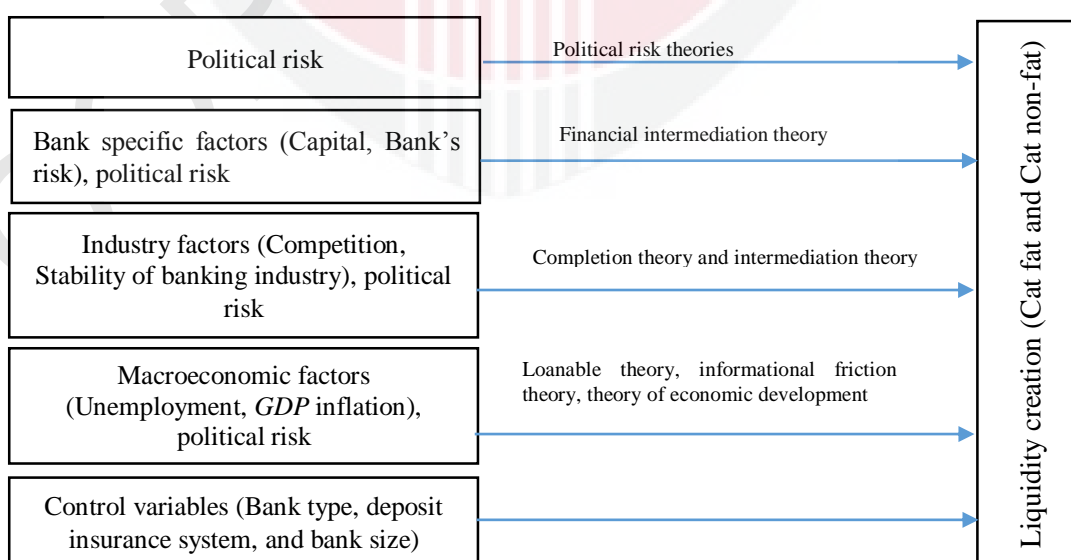 Political risk
Political risk theories
Bank specific factors (Capital, Bank's
risk), political risk
Financial intermediation theory
Industry factors (Competition,
Stability of banking industry), political
risk
Completion theory and intermediation theory
Macroeconomic factors
(Unemployment, GDP inflation),
political risk
Loanable theory, informational friction
theory, theory of economic development
Control variables (Bank type, deposit
insurance system, and bank size)
Liquidity creation (Cat fat and Cat non-fat)